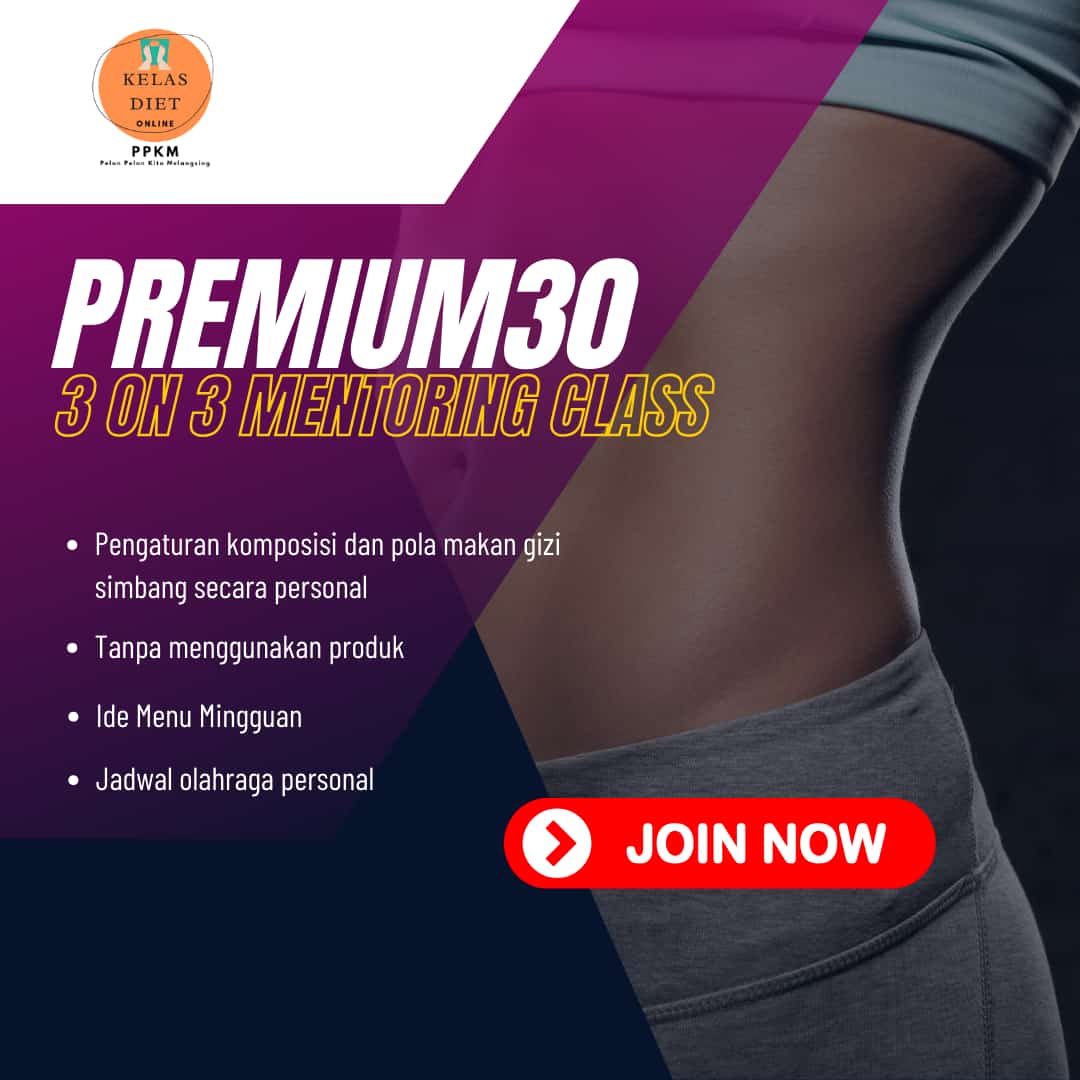 KELAS
DIET
ONLINE
PPKM
Pelan Pelan Kita Melangsing
PREMIUM30
3 ON 3 MENTORING CLASS
• Pengaturan komposisi dan pola makan gizi
simbang secara personal
• Tanpa menggunakan produk
• Ide Menu Mingguan
• Jadwal olahraga personal
JOIN NOW